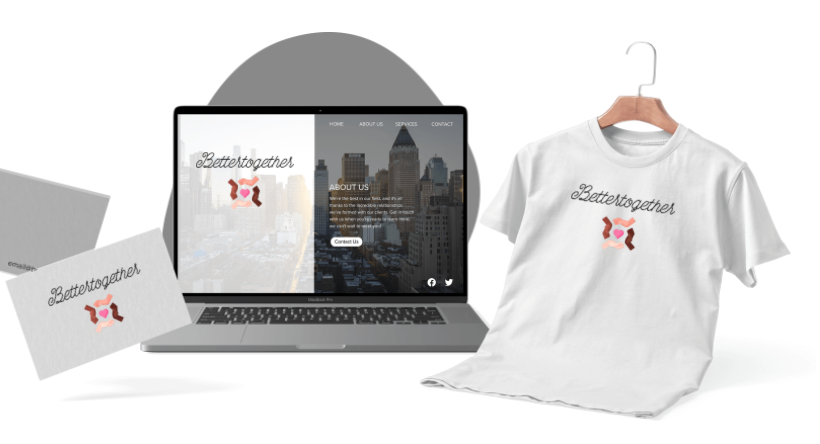 Bettertogether
HOME ABOUT US SERVICES CONTACT
Bettertogether
ABOUT US
We're the best in our field, and it's all
thanks to the incredible relationships
we've formed with our clients. Get in touch
with us when you're ready to learn more;
we can't wait to meet you!
Contact Us
MacBook Pro
email@
Bettertogether